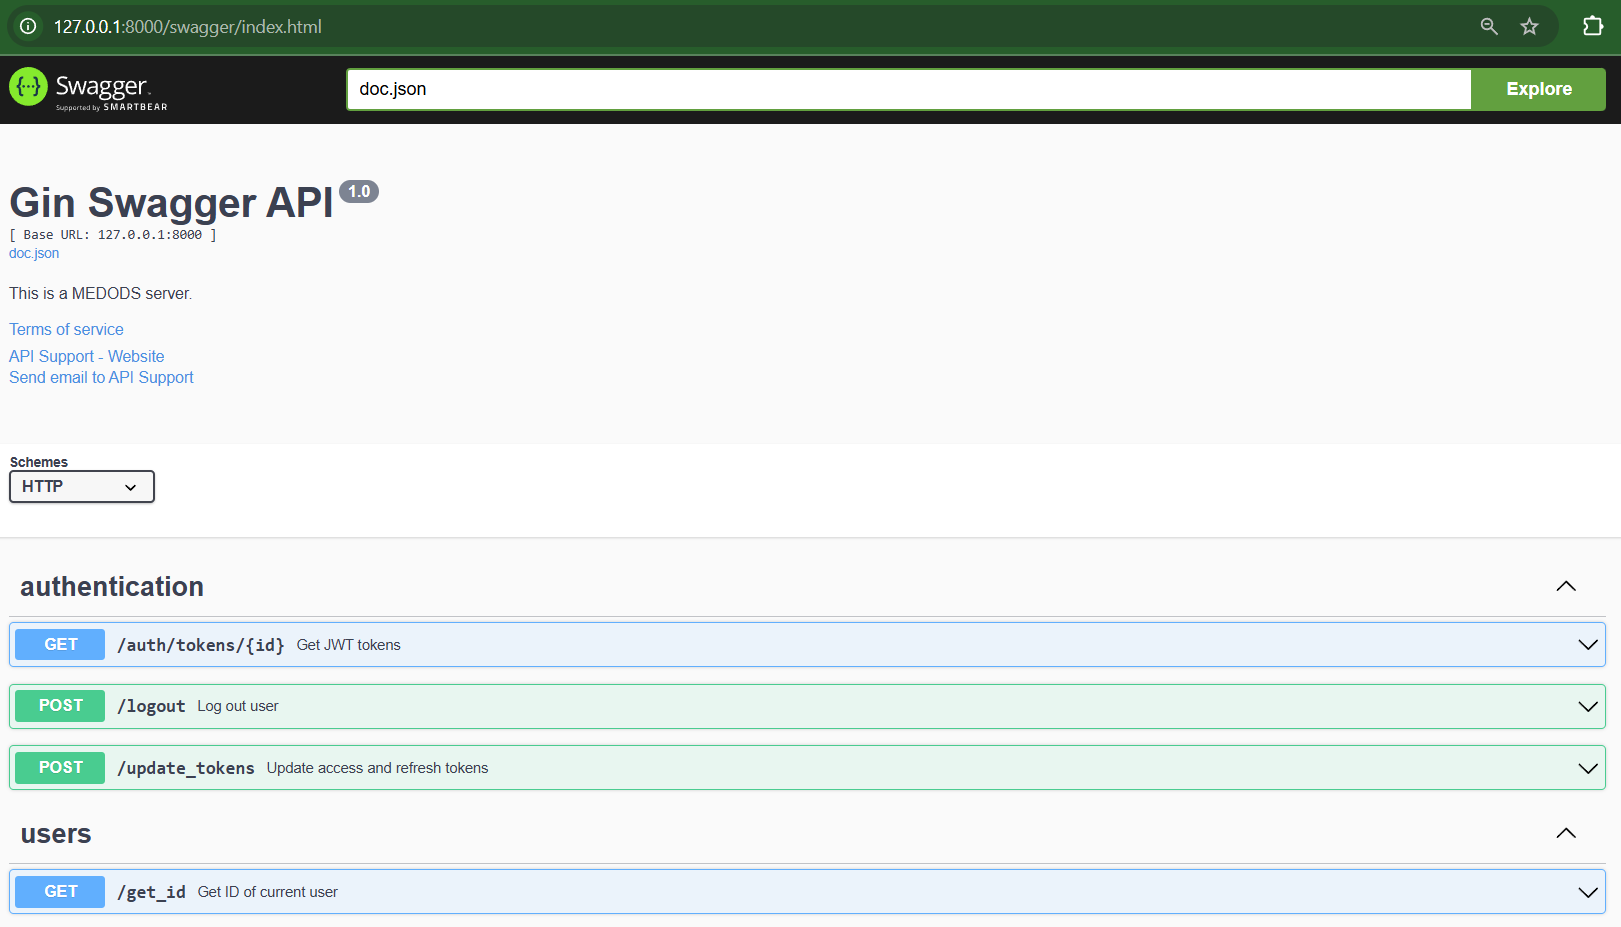 127.0.0.1:8000/swagger/index.html
{···} Swagger.
Supported by SMARTBEAR
doc.json
Explore
Gin Swagger API 1.0
[ Base URL: 127.0.0.1:8000 ]
doc.json
This is a MEDODS server.
Terms of service
API Support - Website
Send email to API Support
Schemes
HTTP
authentication
GET /auth/tokens/{id} Get JWT tokens
POST /logout Log out user
POST /update_tokens Update access and refresh tokens
users
GET /get_id Get ID of current user